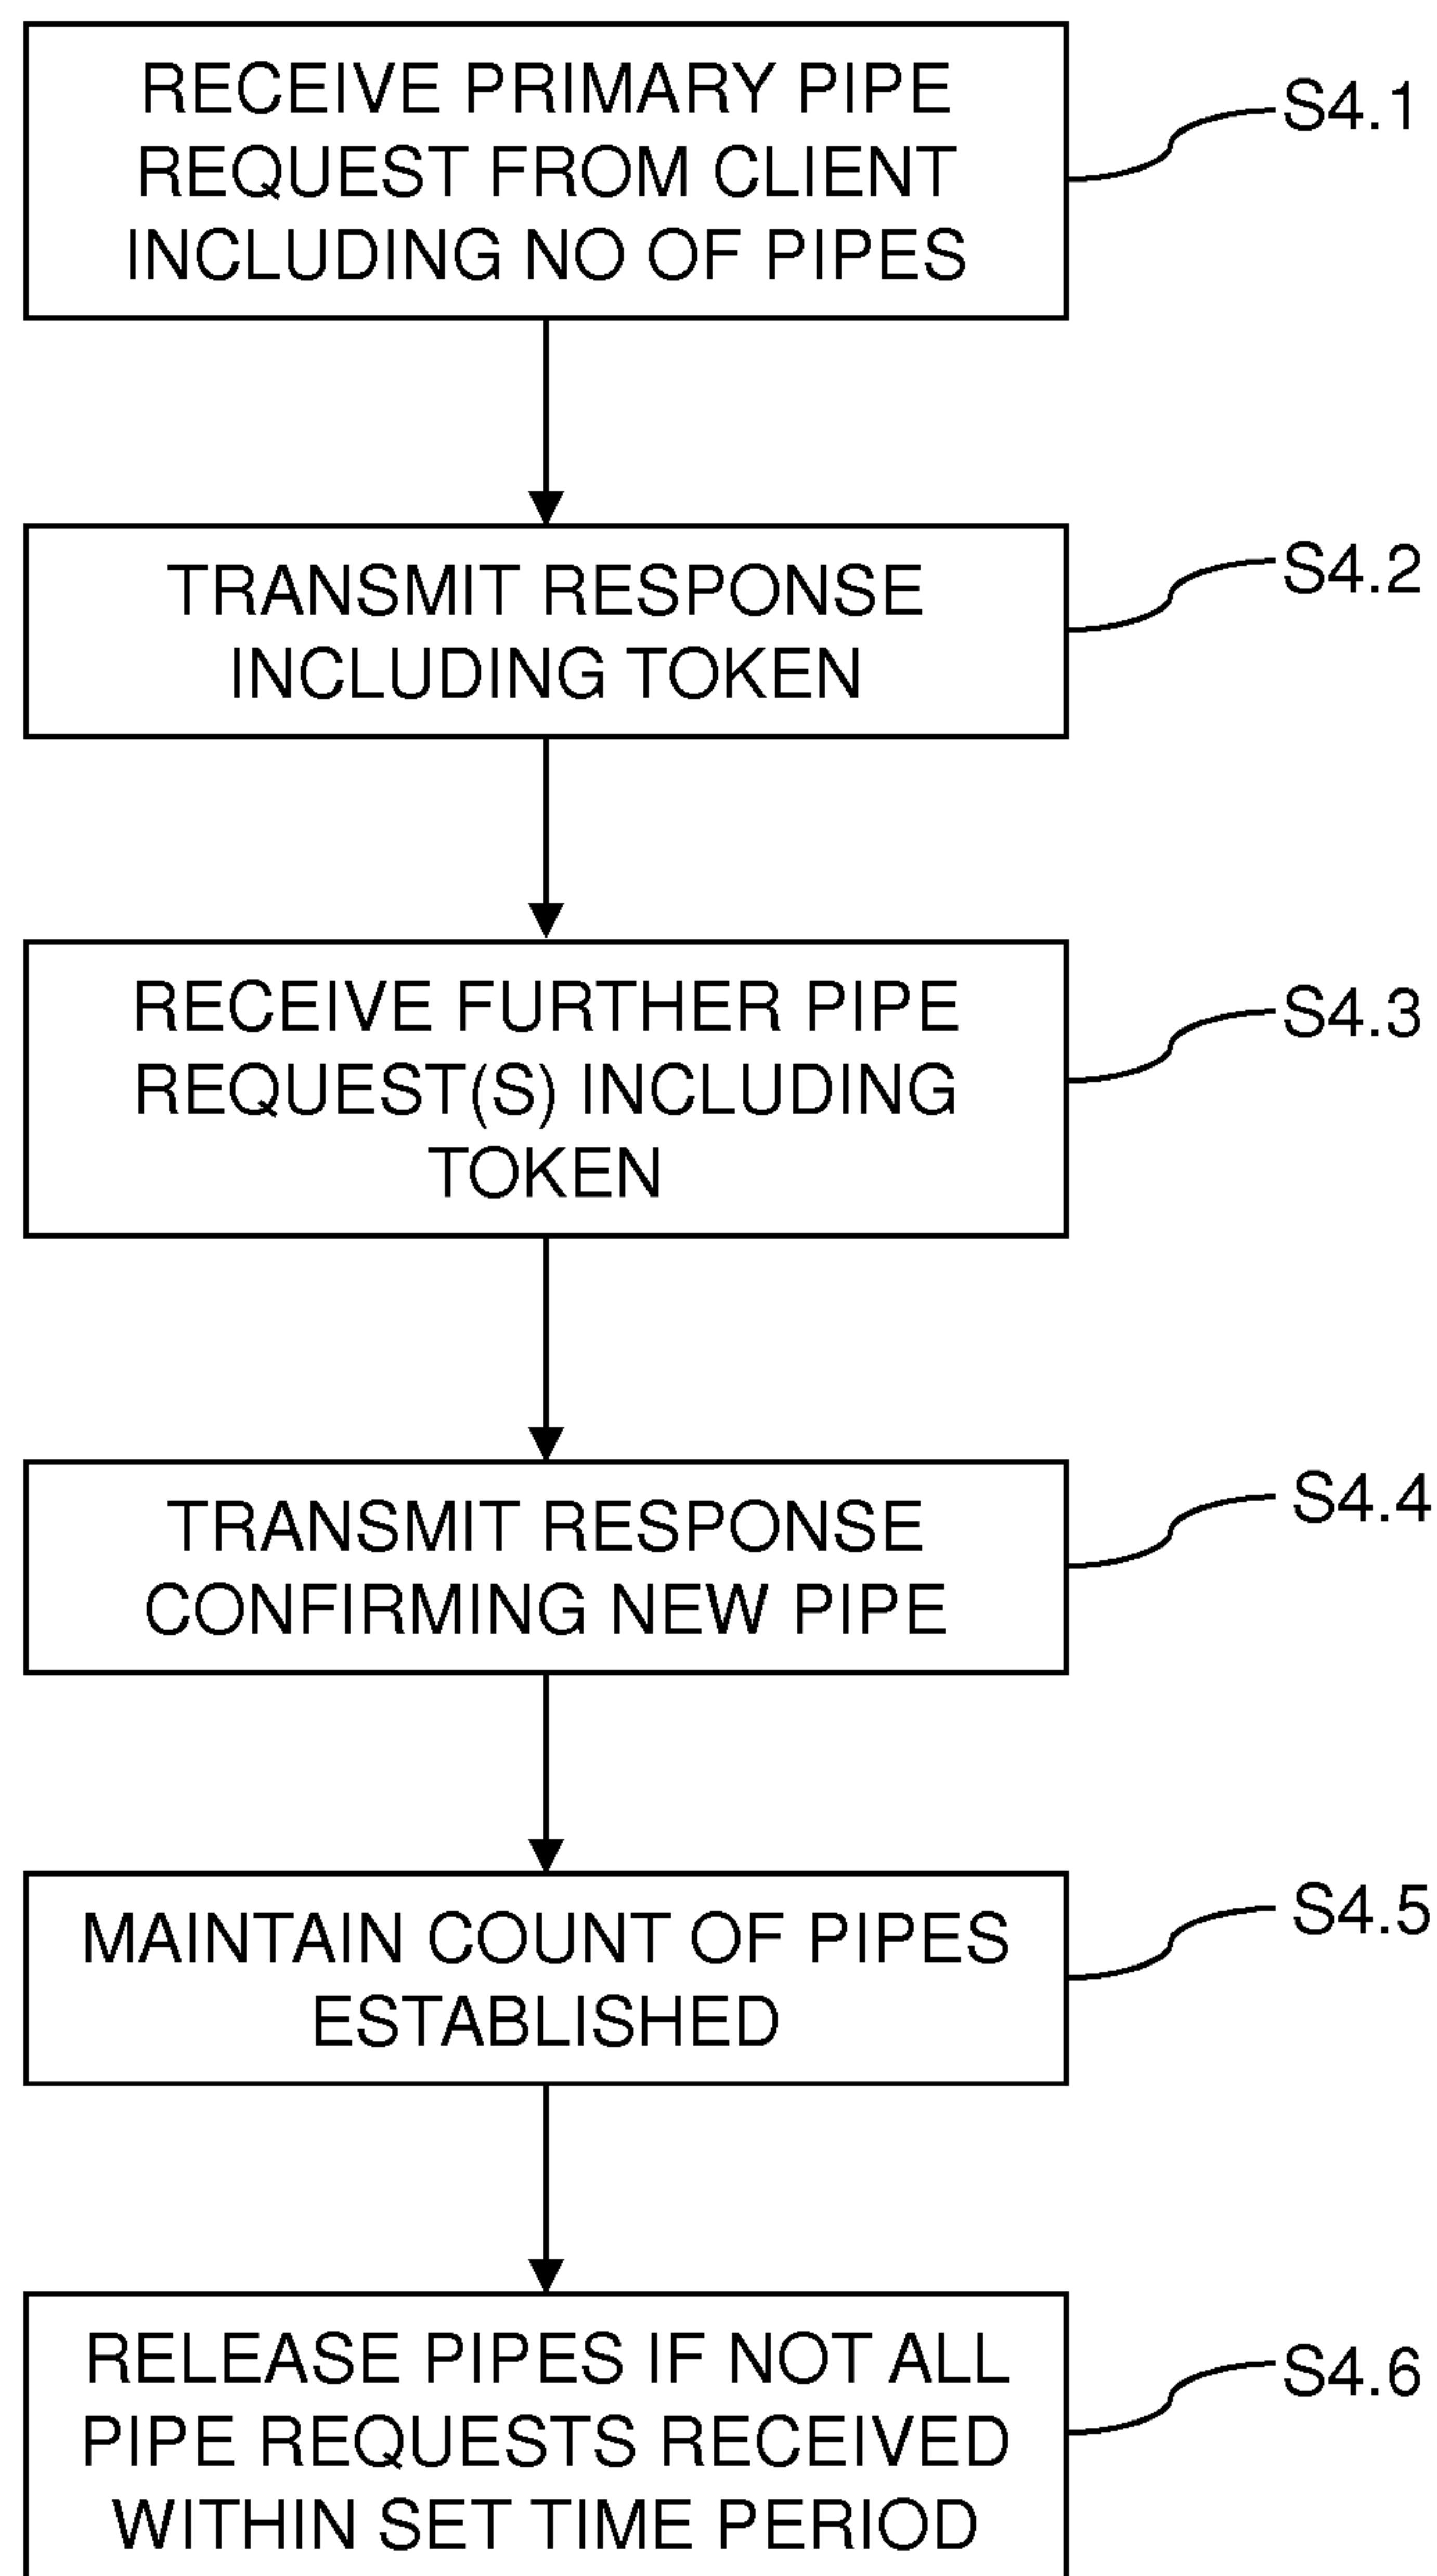 RECEIVE PRIMARY PIPE
REQUEST FROM CLIENT
INCLUDING NO OF PIPES
S4.1
TRANSMIT RESPONSE
INCLUDING TOKEN
S4.2
RECEIVE FURTHER PIPE
REQUEST(S) INCLUDING
TOKEN
S4.3
TRANSMIT RESPONSE
CONFIRMING NEW PIPE
S4.4
MAINTAIN COUNT OF PIPES
ESTABLISHED
S4.5
RELEASE PIPES IF NOT ALL
PIPE REQUESTS RECEIVED
WITHIN SET TIME PERIOD
S4.6